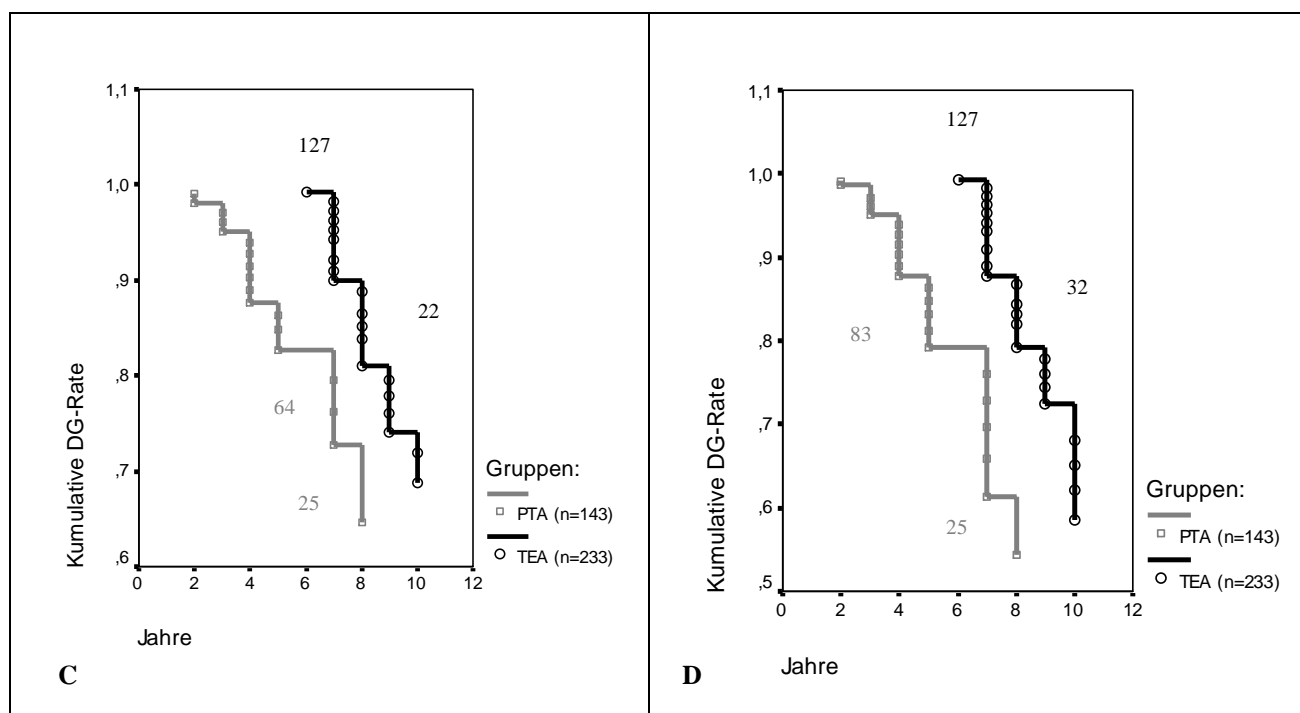 1,1
1,0
,9
,8
,7
,6
Kumulative DG-Rate
127
22
64
25
0
2
4
6
8
10
12
Jahre
Gruppen:
PTA (n=143)
TEA (n=233)
C
1,1
1,0
,9
,8
,7
,6
,5
Kumulative DG-Rate
127
32
83
25
0
2
4
6
8
10
12
Jahre
Gruppen:
PTA (n=143)
TEA (n=233)
D